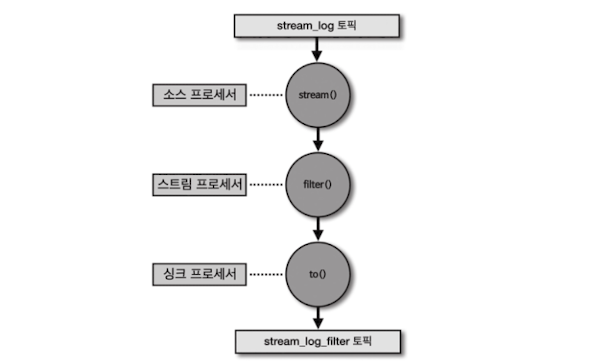 stream_log 토픽
소스 프로세서
stream()
스트림 프로세서
filter()
싱크 프로세서
to()
stream_log_filter 토픽